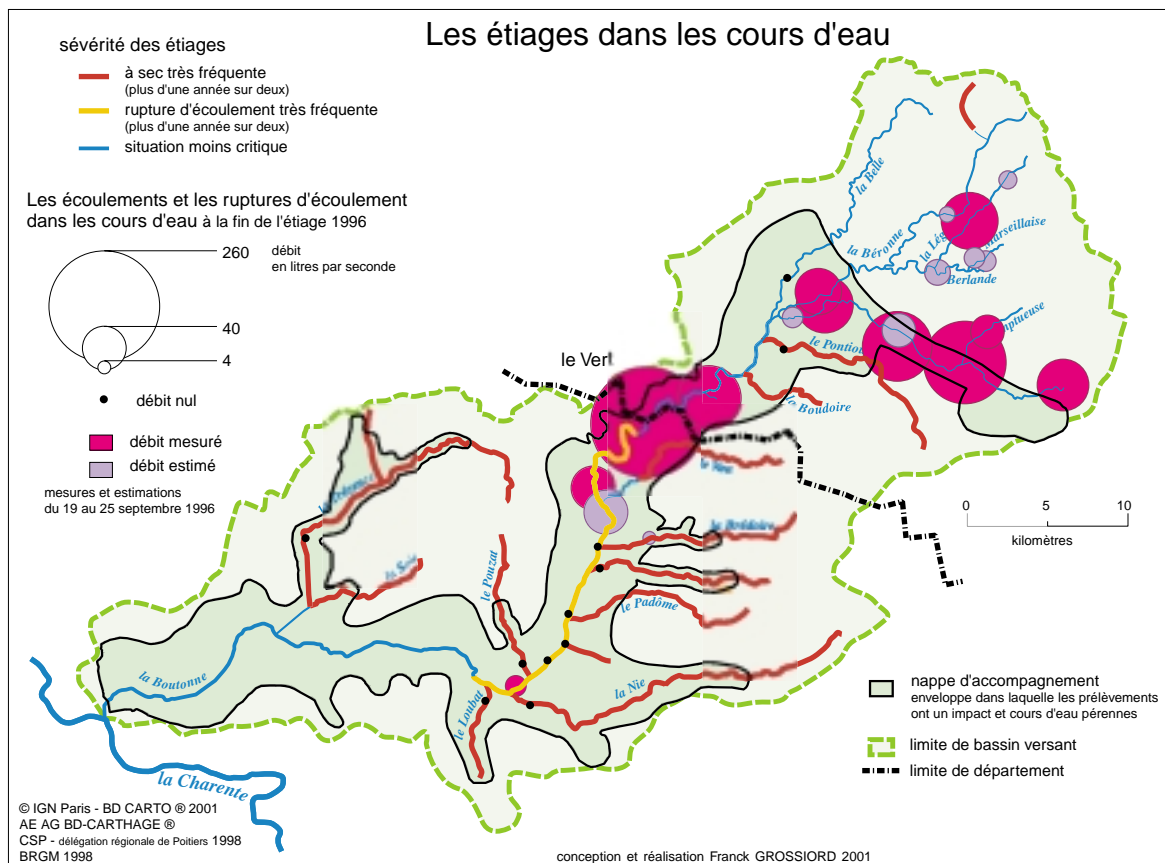 Les étiages dans les cours d'eau
sévérité des étiages
à sec très fréquente
(plus d'une année sur deux)
rupture d'écoulement très fréquente
(plus d'une année sur deux)
situation moins critique
Les écoulements et les ruptures d'écoulement
dans les cours d'eau à la fin de l'étiage 1996
260 débit
en litres par seconde
40
4
débit nul
débit mesuré
débit estimé
mesures et estimations
du 19 au 25 septembre 1996
la Belle
la Béronne
la Lég
Marseillaise
Berlande
mptueuse
le Pontiou
le Vert
la Boudoire
la Brédoire
le Pouzat
le Padôme
la Nie
la Boutonne
le Loubat
la Charente
0 5 10
kilomètres
nappe d'accompagnement
enveloppe dans laquelle les prélèvements
ont un impact et cours d'eau pérennes
limite de bassin versant
limite de département
© IGN Paris - BD CARTO ® 2001
AE AG BD-CARTHAGE ®
CSP - délégation régionale de Poitiers 1998
BRGM 1998
conception et réalisation Franck GROSSIORD 2001